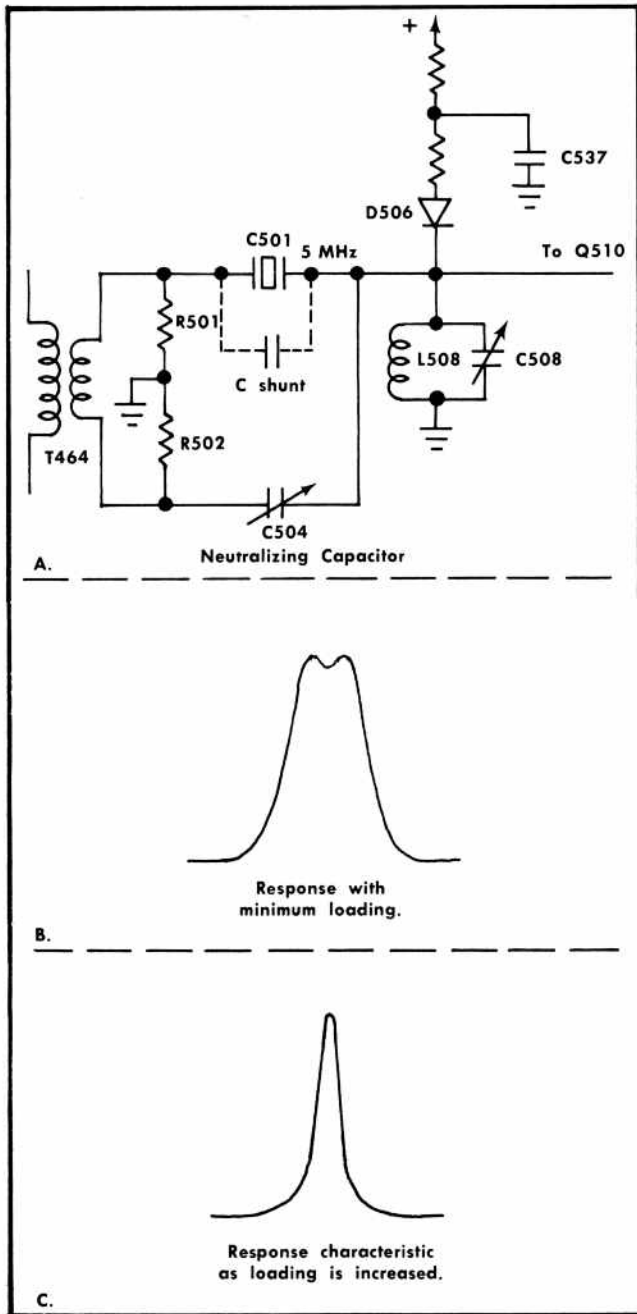 +
C537
D506
C501
5 MHz
To Q510
R501
C shunt
L508
C508
R502
T464
C504
Neutralizing Capacitor
A.
Response with
minimum loading.
B.
Response characteristic
as loading is increased.
C.